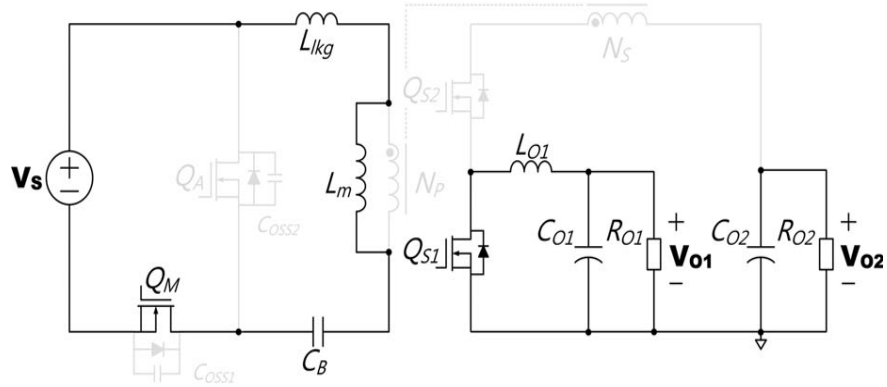 L_lkg
N_S
Q_S2
L_O1
V_S
+
−
Q_A
L_m
N_P
C_OSS2
Q_S1
C_O1
R_O1
+
V_O1
−
C_O2
R_O2
+
V_O2
−
Q_M
C_B
C_OSS1